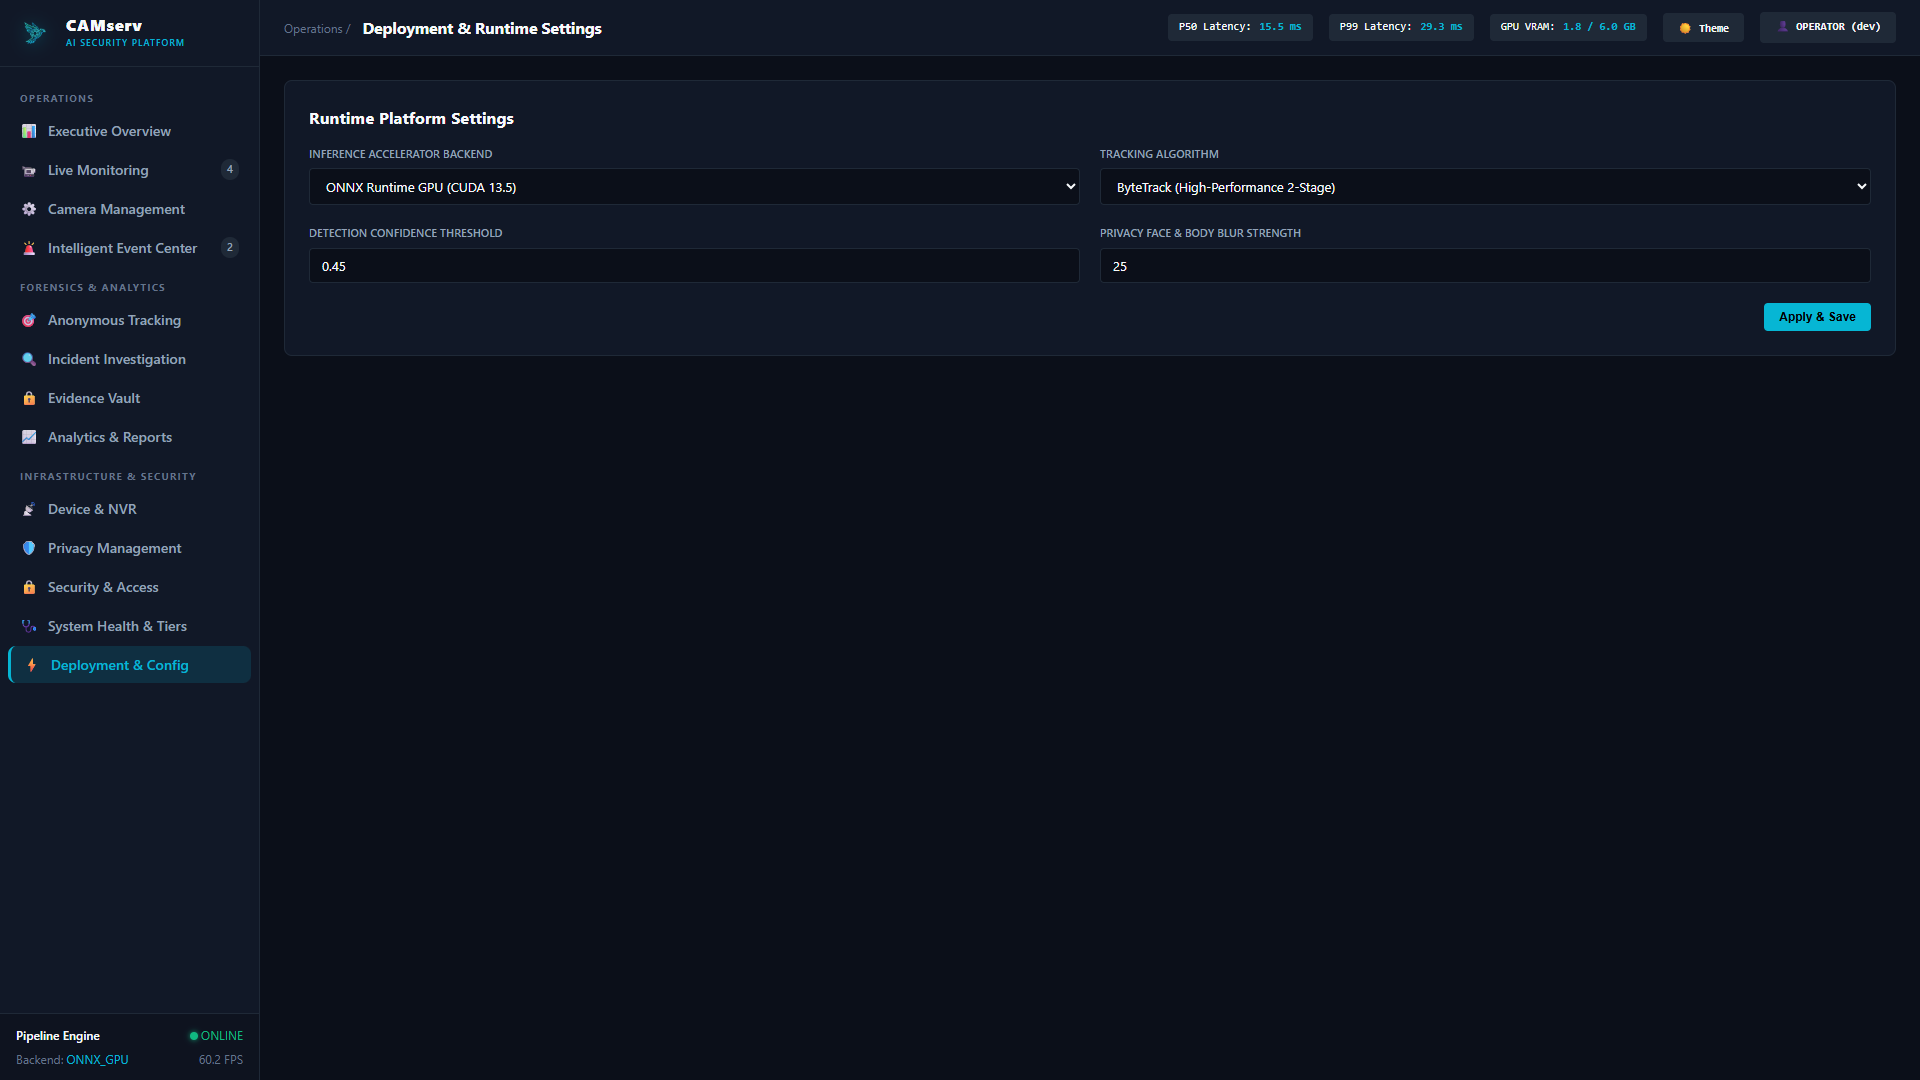 CAMserv
AI SECURITY PLATFORM
OPERATIONS
Executive Overview
Live Monitoring 4
Camera Management
Intelligent Event Center 2
FORENSICS & ANALYTICS
Anonymous Tracking
Incident Investigation
Evidence Vault
Analytics & Reports
INFRASTRUCTURE & SECURITY
Device & NVR
Privacy Management
Security & Access
System Health & Tiers
Deployment & Config
Pipeline Engine ONLINE
Backend: ONNX_GPU 60.2 FPS
Operations / Deployment & Runtime Settings
P50 Latency: 15.5 ms
P99 Latency: 29.3 ms
GPU VRAM: 1.8 / 6.0 GB
Theme
OPERATOR (dev)
Runtime Platform Settings
INFERENCE ACCELERATOR BACKEND
ONNX Runtime GPU (CUDA 13.5)
TRACKING ALGORITHM
ByteTrack (High-Performance 2-Stage)
DETECTION CONFIDENCE THRESHOLD
0.45
PRIVACY FACE & BODY BLUR STRENGTH
25
Apply & Save